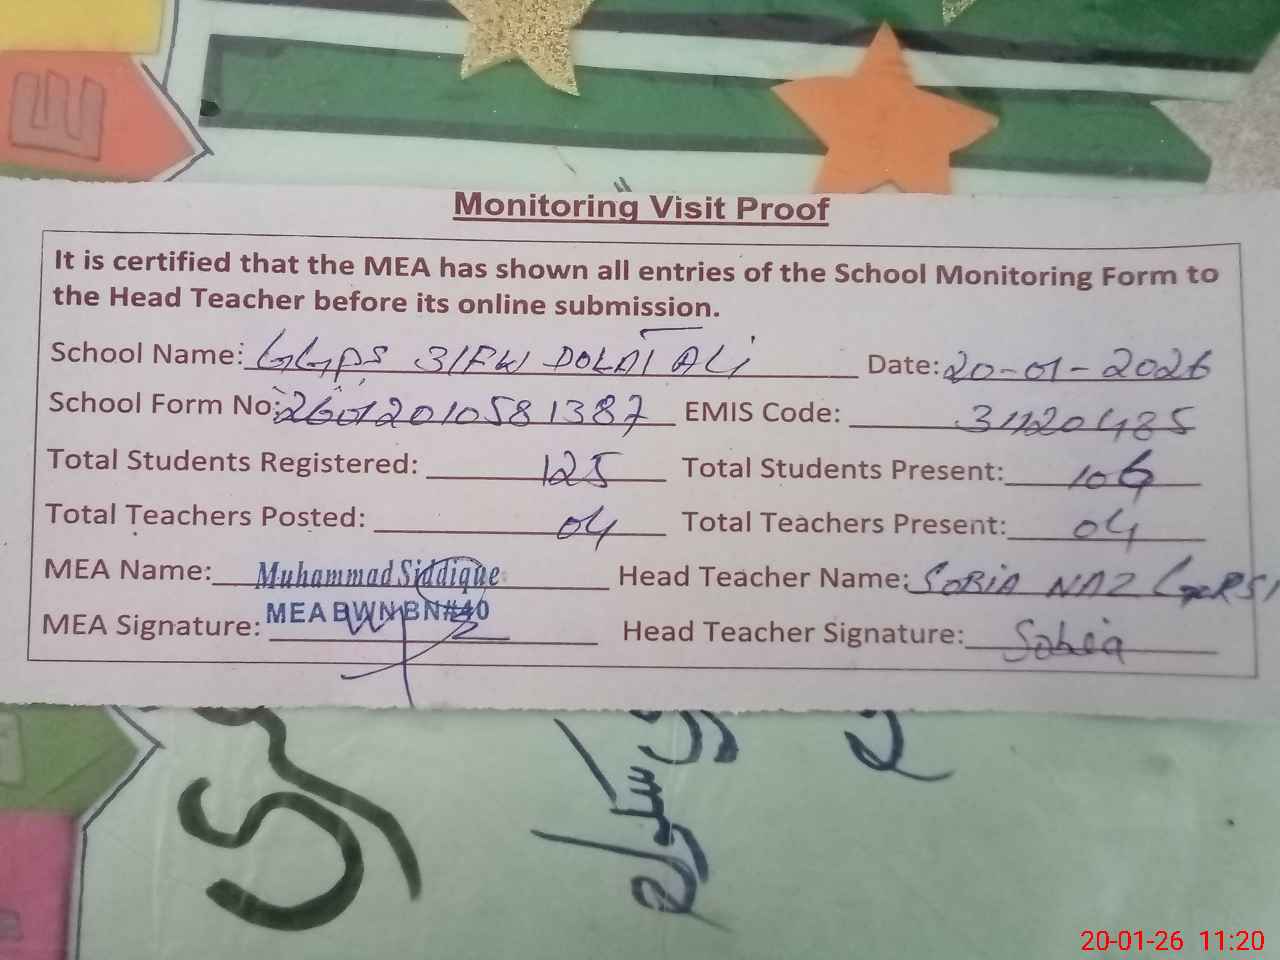 Monitoring Visit Proof
It is certified that the MEA has shown all entries of the School Monitoring Form to
the Head Teacher before its online submission.
School Name: GGPS 31FW DOLAT ALI Date: 20-01-2026
School Form No: 26012010581387 EMIS Code: 31120485
Total Students Registered: 125 Total Students Present: 106
Total Teachers Posted: 04 Total Teachers Present: 04
MEA Name: Muhammad Siddique Head Teacher Name: SOBIA NAZ
MEA BWN BN#40
MEA Signature: Head Teacher Signature: Sobia
20-01-26 11:20